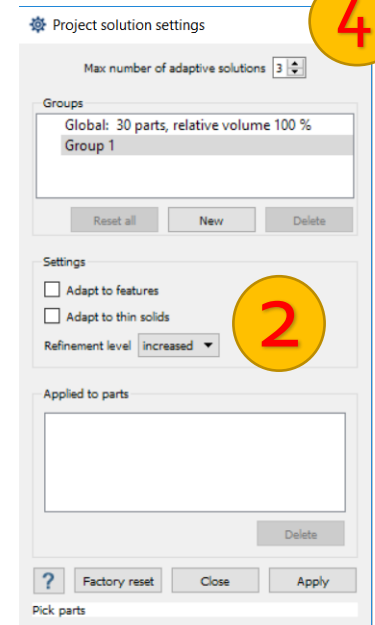 Project solution settings
4
Max number of adaptive solutions 3
Groups
Global: 30 parts, relative volume 100 %
Group 1
Reset all New Delete
Settings
Adapt to features
Adapt to thin solids
2
Refinement level increased
Applied to parts
Delete
? Factory reset Close Apply
Pick parts